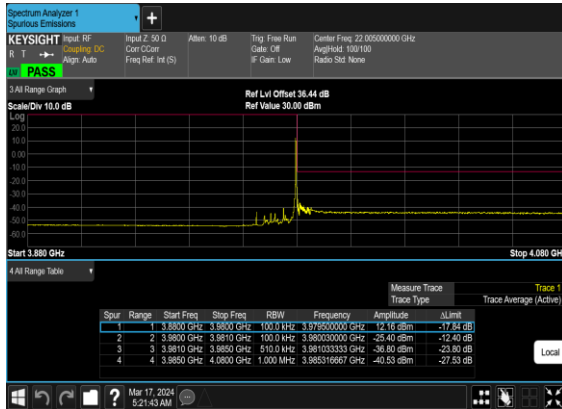 Spectrum Analyzer 1
Spurious Emissions
+
KEYSIGHT Input: RF Input Z: 50 Ω Atten: 10 dB Trig: Free Run Center Freq: 22.005000000 GHz
R T Coupling: DC Corr CCorr Gate: Off Avg|Hold: 100/100
Align: Auto Freq Ref: Int (S) IF Gain: Low Radio Std: None
PASS
3 All Range Graph
Ref Lvl Offset 36.44 dB
Scale/Div 10.0 dB Ref Value 30.00 dBm
Log
20.0
10.0
0.00
-10.0
-20.0
-30.0
-40.0
-50.0
-60.0
Start 3.880 GHz Stop 4.080 GH
4 All Range Table
Measure Trace Trace 1
Trace Type Trace Average (Active)
Spur Range Start Freq Stop Freq RBW Frequency Amplitude ΔLimit
1 1 3.8800 GHz 3.9800 GHz 100.0 kHz 3.979500000 GHz 12.16 dBm -17.84 dB
2 2 3.9800 GHz 3.9810 GHz 100.0 kHz 3.980030000 GHz -25.40 dBm -12.40 dB
3 3 3.9810 GHz 3.9850 GHz 510.0 kHz 3.981033333 GHz -36.80 dBm -23.80 dB
4 4 3.9850 GHz 4.0800 GHz 1.000 MHz 3.985316667 GHz -40.53 dBm -27.53 dB
Local
? Mar 17, 2024
5:21:43 AM